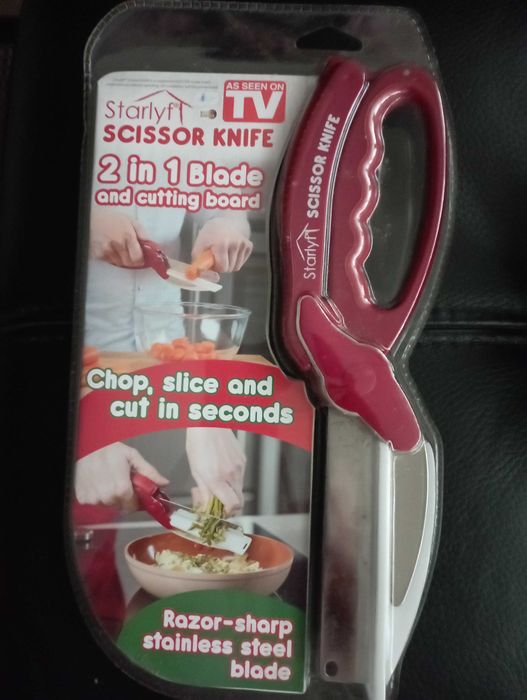 AS SEEN ON
TV
Starlyf
SCISSOR KNIFE
2 in 1 Blade
and cutting board
Starlyf SCISSOR KNIFE
Chop, slice and
cut in seconds
Razor-sharp
stainless steel
blade